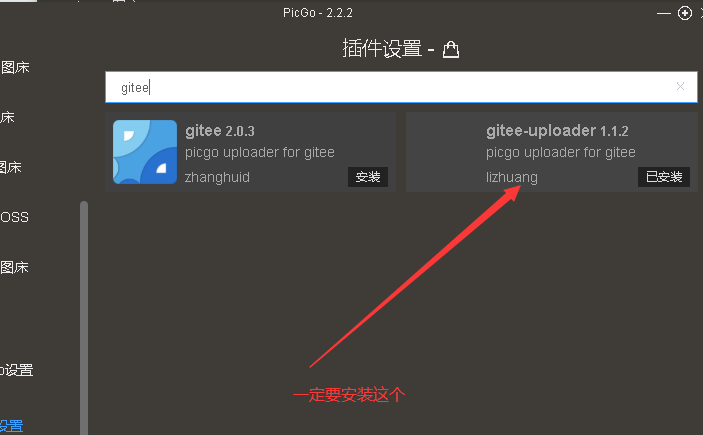 PicGo - 2.2.2
插件设置 -
gitee
图床
床
图床
OSS
图床
设置
设置
gitee 2.0.3
picgo uploader for gitee
zhanghuid
安装
gitee-uploader 1.1.2
picgo uploader for gitee
lizhuang
已安装
一定要安装这个